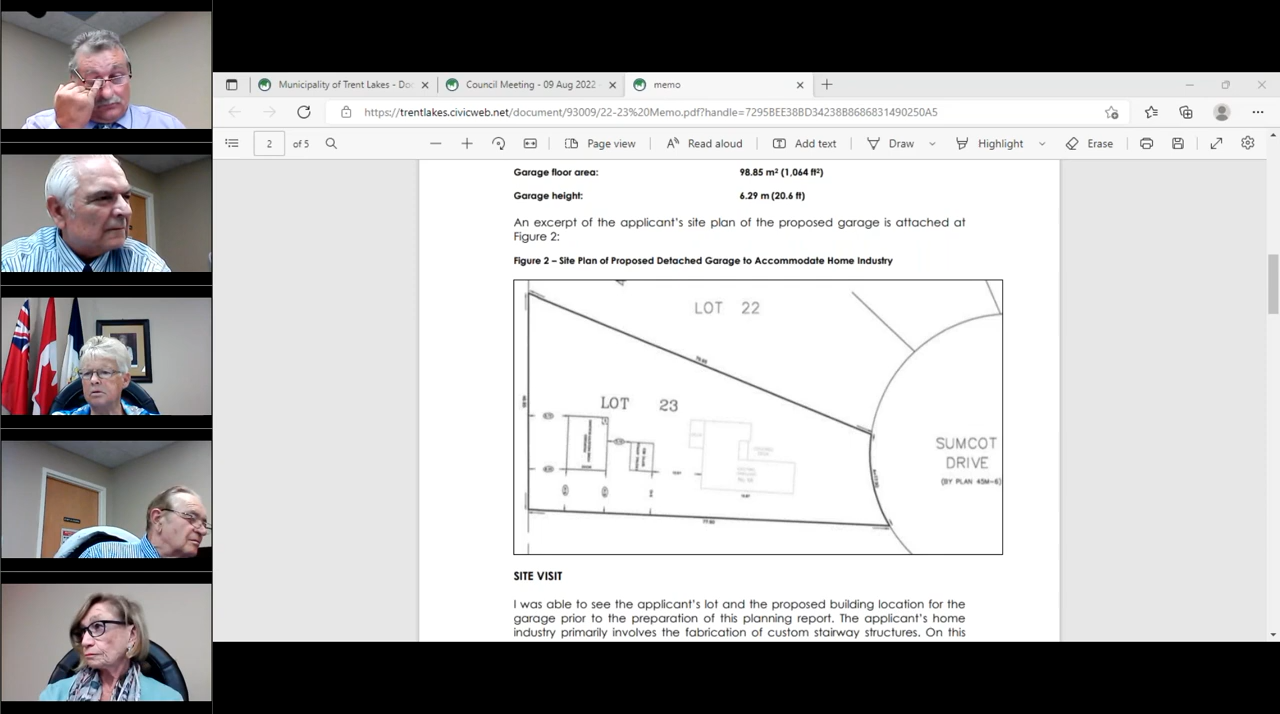 Municipality of Trent Lakes - Doc
Council Meeting - 09 Aug 2022
memo
https://trentlakes.civicweb.net/document/93009/22-23%20Memo.pdf?handle=7295BEE38BD34238B868683149025​0A5
2 of 5
Page view
Read aloud
Add text
Draw
Highlight
Erase
Garage floor area: 98.85 m² (1,064 ft²)
Garage height: 6.29 m (20.6 ft)
An excerpt of the applicant's site plan of the proposed garage is attached at
Figure 2:
Figure 2 – Site Plan of Proposed Detached Garage to Accommodate Home Industry
LOT 22
LOT 23
SUMCOT
DRIVE
(BY PLAN 45M-6)
SITE VISIT
I was able to see the applicant's lot and the proposed building location for the
garage prior to the preparation of this planning report. The applicant's home
industry primarily involves the fabrication of custom stairway structures. On this